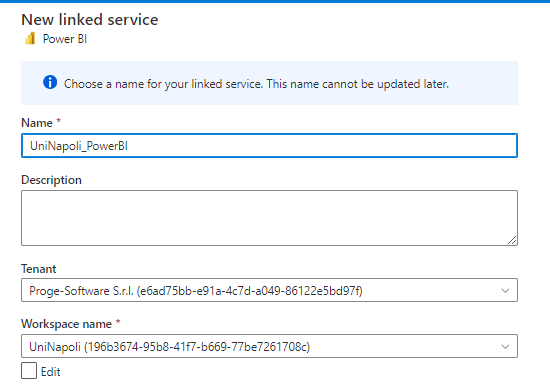 New linked service
Power BI
Choose a name for your linked service. This name cannot be updated later.
Name *
UniNapoli_PowerBI
Description
Tenant
Proge-Software S.r.l. (e6ad75bb-e91a-4c7d-a049-86122e5bd97f)
Workspace name *
UniNapoli (196b3674-95b8-41f7-b669-77be7261708c)
Edit